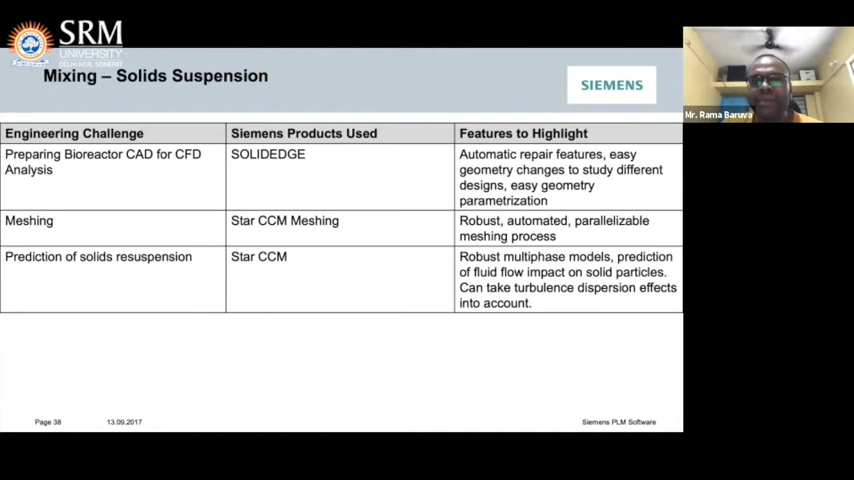 SRM
UNIVERSITY
DELHI-NCR, SONEPAT
Mixing – Solids Suspension
SIEMENS
Mr. Rama Baruva
Engineering Challenge
Siemens Products Used
Features to Highlight
Preparing Bioreactor CAD for CFD
Analysis
SOLIDEDGE
Automatic repair features, easy
geometry changes to study different
designs, easy geometry
parametrization
Meshing
Star CCM Meshing
Robust, automated, parallelizable
meshing process
Prediction of solids resuspension
Star CCM
Robust multiphase models, prediction
of fluid flow impact on solid particles.
Can take turbulence dispersion effects
into account.
Page 38
13.09.2017
Siemens PLM Software